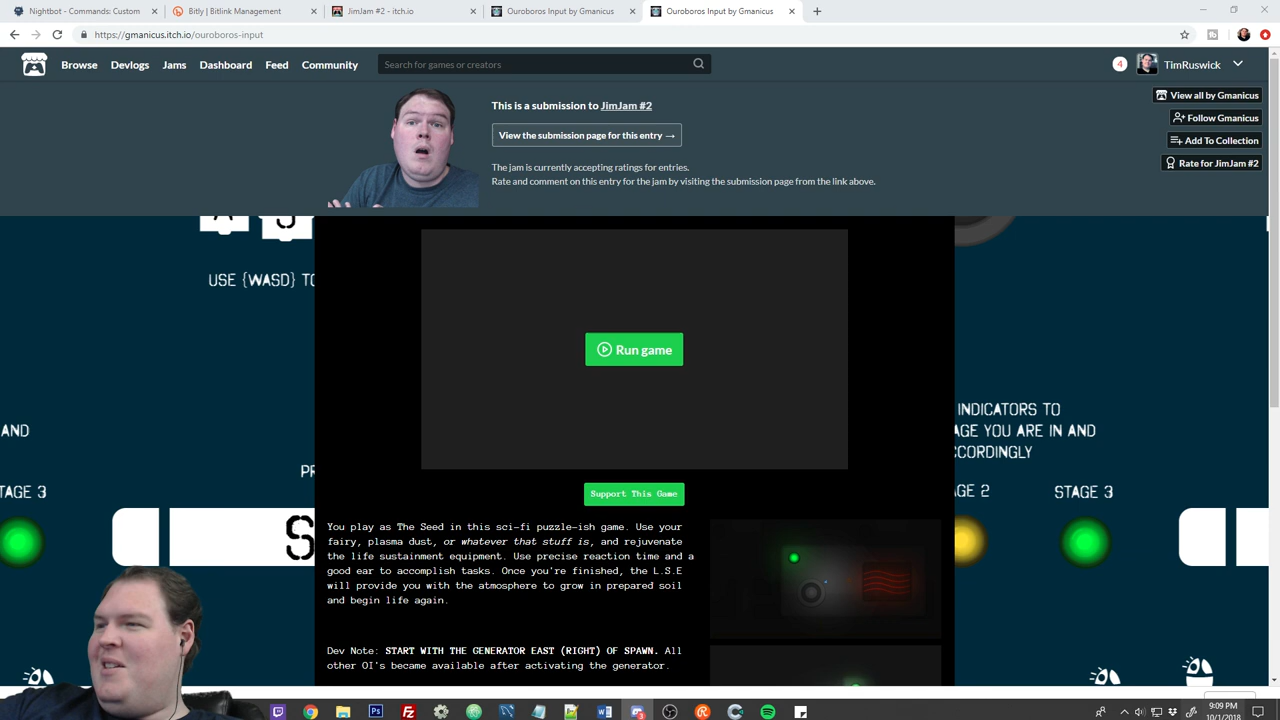 Nightbot - Commands: Custom
Bitly | Bitlink Management
JimJam #2 - itch.io
Ouroboros Input by Gmanicus
Ouroboros Input by Gmanicus
https://gmanicus.itch.io/ouroboros-input
Browse Devlogs Jams Dashboard Feed Community
Search for games or creators
4
TimRuswick
This is a submission to JimJam #2
View the submission page for this entry →
The jam is currently accepting ratings for entries.
Rate and comment on this entry for the jam by visiting the submission page from the link above.
View all by Gmanicus
Follow Gmanicus
Add To Collection
Rate for JimJam #2
USE {WASD} TO
AND
TAGE 3
Run game
INDICATORS TO
AGE YOU ARE IN AND
CCORDINGLY
AGE 2 STAGE 3
Support This Game
You play as The Seed in this sci-fi puzzle-ish game. Use your
fairy, plasma dust, or whatever that stuff is, and rejuvenate
the life sustainment equipment. Use precise reaction time and a
good ear to accomplish tasks. Once you're finished, the L.S.E
will provide you with the atmosphere to grow in prepared soil
and begin life again.
Dev Note: START WITH THE GENERATOR EAST (RIGHT) OF SPAWN. All
other OI's became available after activating the generator.
9:09 PM
10/1/2018